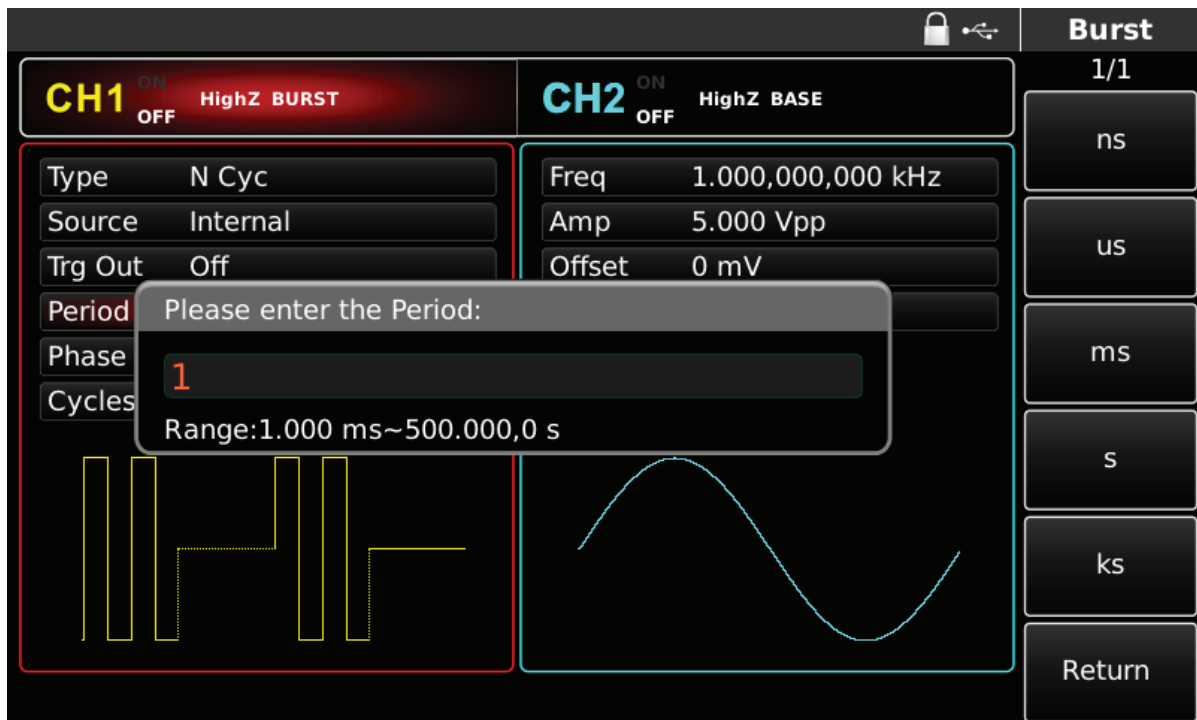 Burst
1/1
CH1 ON OFF HighZ BURST
CH2 ON OFF HighZ BASE
Type N Cyc
Source Internal
Trg Out Off
Period
Phase
Cycles
Freq 1.000,000,000 kHz
Amp 5.000 Vpp
Offset 0 mV
Please enter the Period:
1
Range:1.000 ms~500.000,0 s
ns
us
ms
s
ks
Return